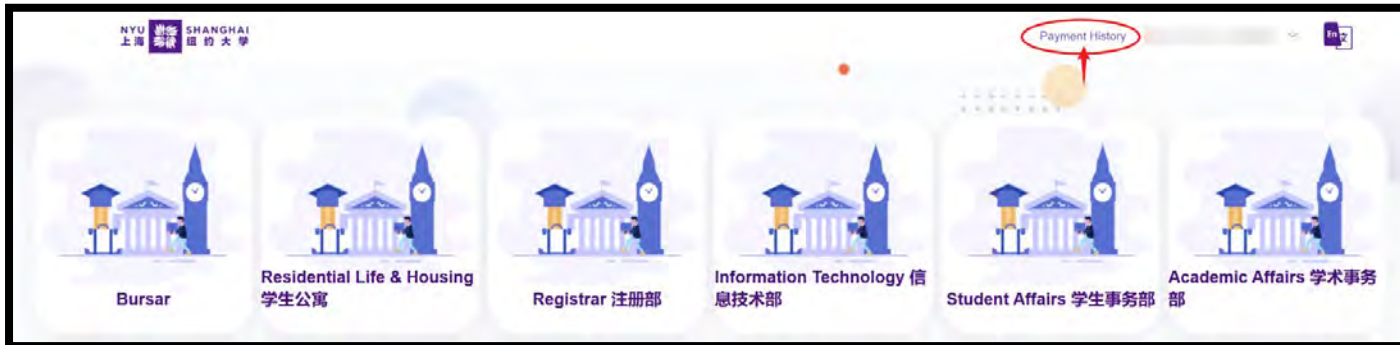 NYU SHANGHAI
上海 纽约大学
Payment History
En 文
Bursar
Residential Life & Housing
学生公寓
Registrar 注册部
Information Technology 信
息技术部
Student Affairs 学生事务部
Academic Affairs 学术事务
部